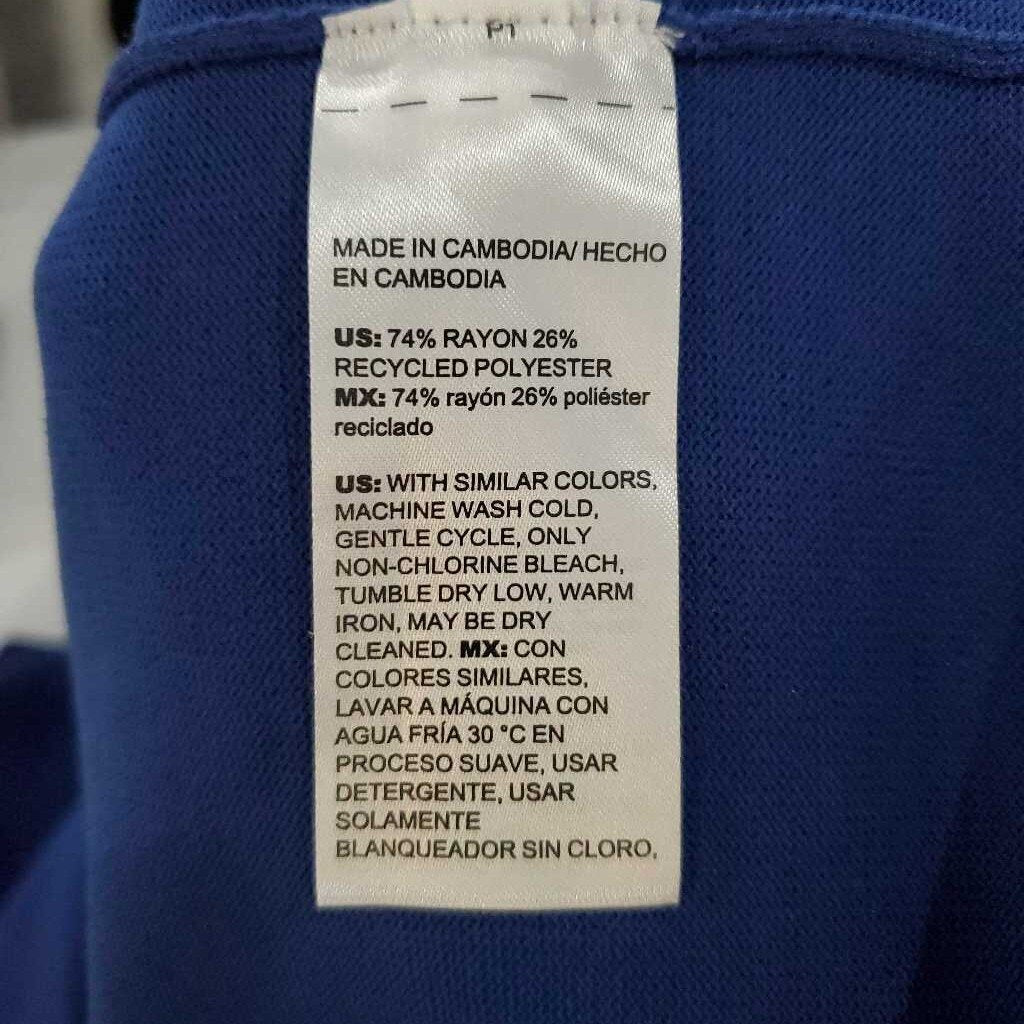 P1
MADE IN CAMBODIA/ HECHO
EN CAMBODIA
US: 74% RAYON 26%
RECYCLED POLYESTER
MX: 74% rayón 26% poliéster
reciclado
US: WITH SIMILAR COLORS,
MACHINE WASH COLD,
GENTLE CYCLE, ONLY
NON-CHLORINE BLEACH,
TUMBLE DRY LOW, WARM
IRON, MAY BE DRY
CLEANED. MX: CON
COLORES SIMILARES,
LAVAR A MÁQUINA CON
AGUA FRÍA 30 °C EN
PROCESO SUAVE, USAR
DETERGENTE, USAR
SOLAMENTE
BLANQUEADOR SIN CLORO,